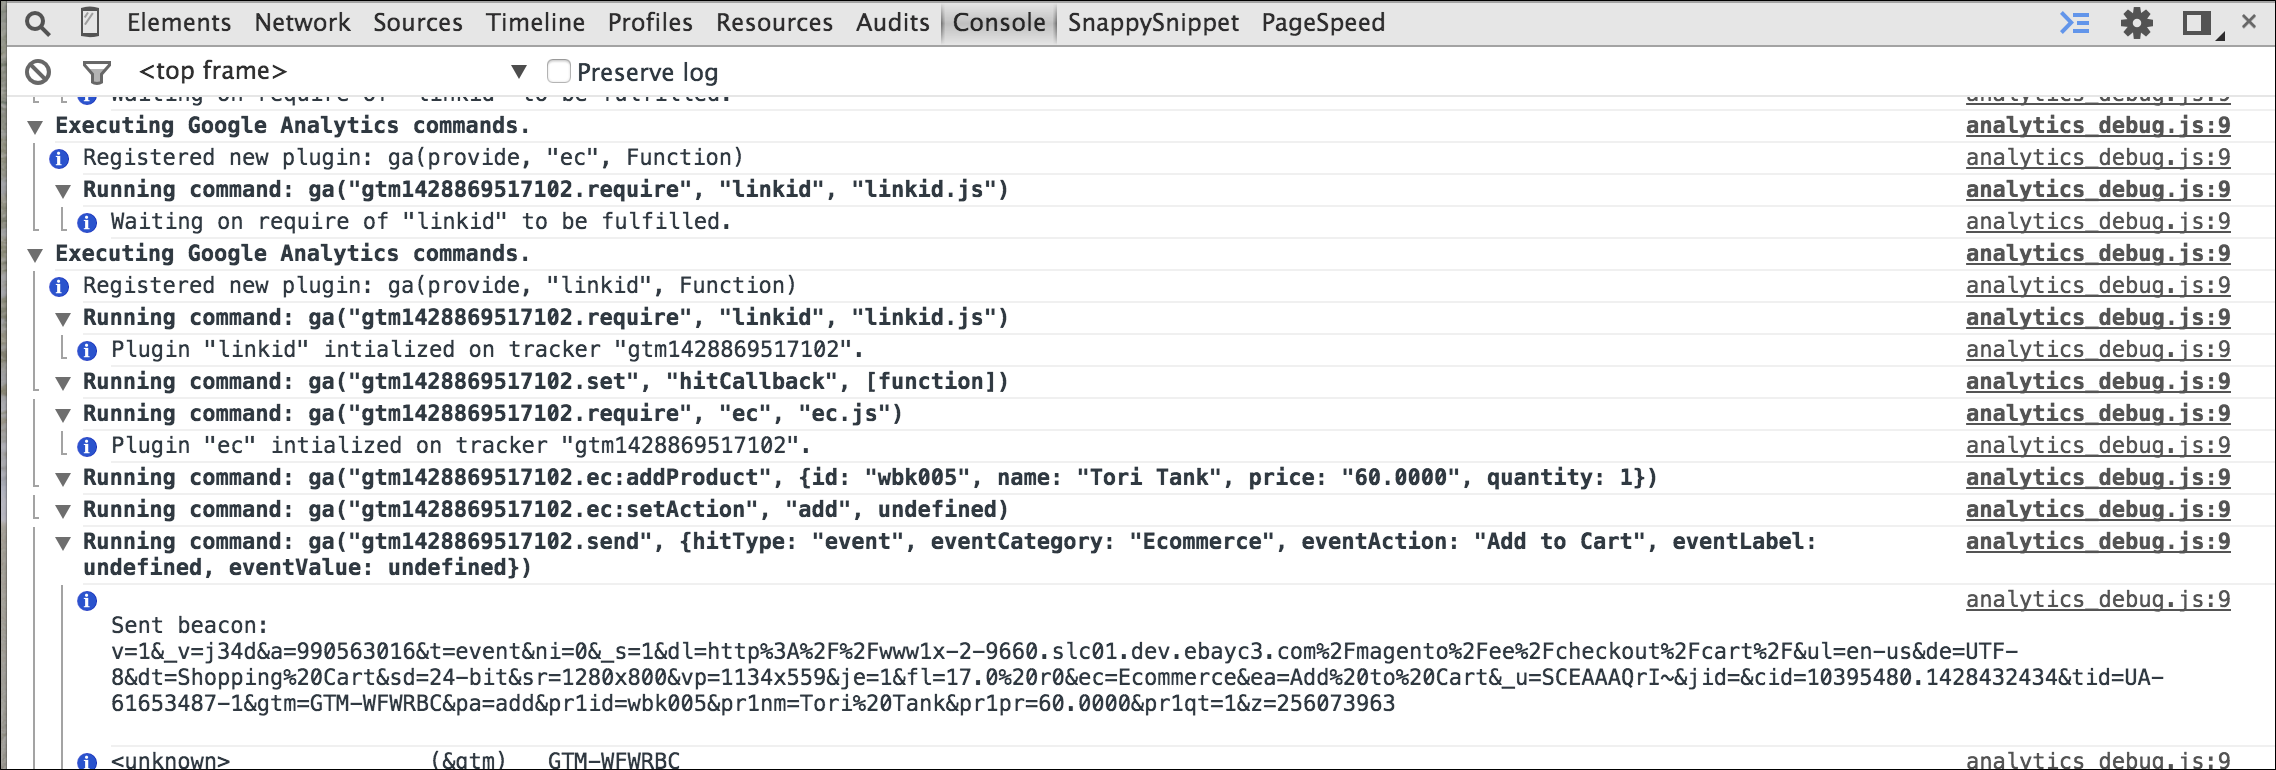 Elements Network Sources Timeline Profiles Resources Audits Console SnappySnippet PageSpeed
<top frame> Preserve log
Waiting on require of "linkid" to be fulfilled. analytics_debug.js:9
Executing Google Analytics commands. analytics_debug.js:9
Registered new plugin: ga(provide, "ec", Function) analytics_debug.js:9
Running command: ga("gtm1428869517102.require", "linkid", "linkid.js") analytics_debug.js:9
Waiting on require of "linkid" to be fulfilled. analytics_debug.js:9
Executing Google Analytics commands. analytics_debug.js:9
Registered new plugin: ga(provide, "linkid", Function) analytics_debug.js:9
Running command: ga("gtm1428869517102.require", "linkid", "linkid.js") analytics_debug.js:9
Plugin "linkid" intialized on tracker "gtm1428869517102". analytics_debug.js:9
Running command: ga("gtm1428869517102.set", "hitCallback", [function]) analytics_debug.js:9
Running command: ga("gtm1428869517102.require", "ec", "ec.js") analytics_debug.js:9
Plugin "ec" intialized on tracker "gtm1428869517102". analytics_debug.js:9
Running command: ga("gtm1428869517102.ec:addProduct", {id: "wbk005", name: "Tori Tank", price: "60.0000", quantity: 1}) analytics_debug.js:9
Running command: ga("gtm1428869517102.ec:setAction", "add", undefined) analytics_debug.js:9
Running command: ga("gtm1428869517102.send", {hitType: "event", eventCategory: "Ecommerce", eventAction: "Add to Cart", eventLabel: analytics_debug.js:9
undefined, eventValue: undefined})
analytics_debug.js:9
Sent beacon:
v=1&_v=j34d&a=990563016&t=event&ni=0&_s=1&dl=http%3A%2F%2Fwww1x-2-9660.slc01.dev.ebayc3.com%2Fmagento%2Fee%2Fcheckout%2Fcart%2F&ul=en-us&de=UTF-
8&dt=Shopping%20Cart&sd=24-bit&sr=1280x800&vp=1134x559&je=1&fl=17.0%20r0&ec=Ecommerce&ea=Add%20to%20Cart&_u=SCEAAAQrI~&jid=&cid=10395480.1428432434&tid=UA-
61653487-1&gtm=GTM-WFWRBC&pa=add&pr1id=wbk005&pr1nm=Tori%20Tank&pr1pr=60.0000&pr1qt=1&z=256073963
<unknown> (&gtm) GTM-WFWRBC analytics_debug.js:9